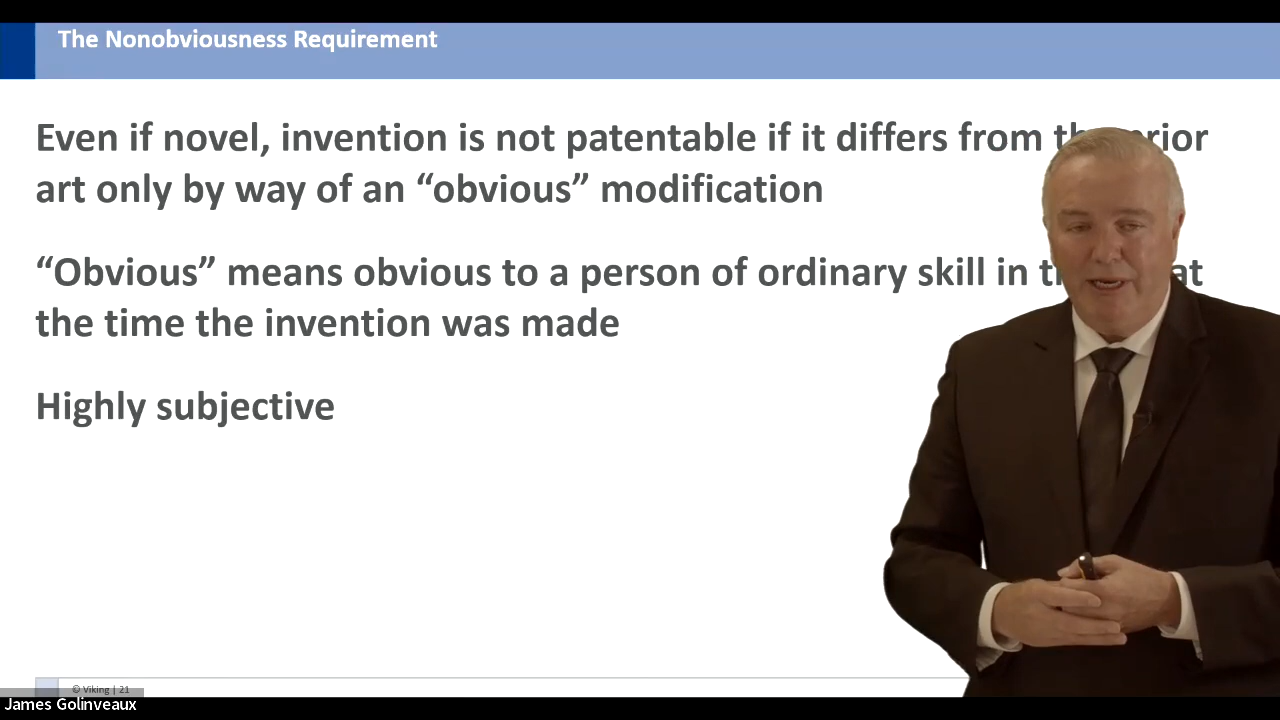 The Nonobviousness Requirement
Even if novel, invention is not patentable if it differs from prior
art only by way of an “obvious” modification
“Obvious” means obvious to a person of ordinary skill in at
the time the invention was made
Highly subjective
© Viking | 21
James Golinveaux